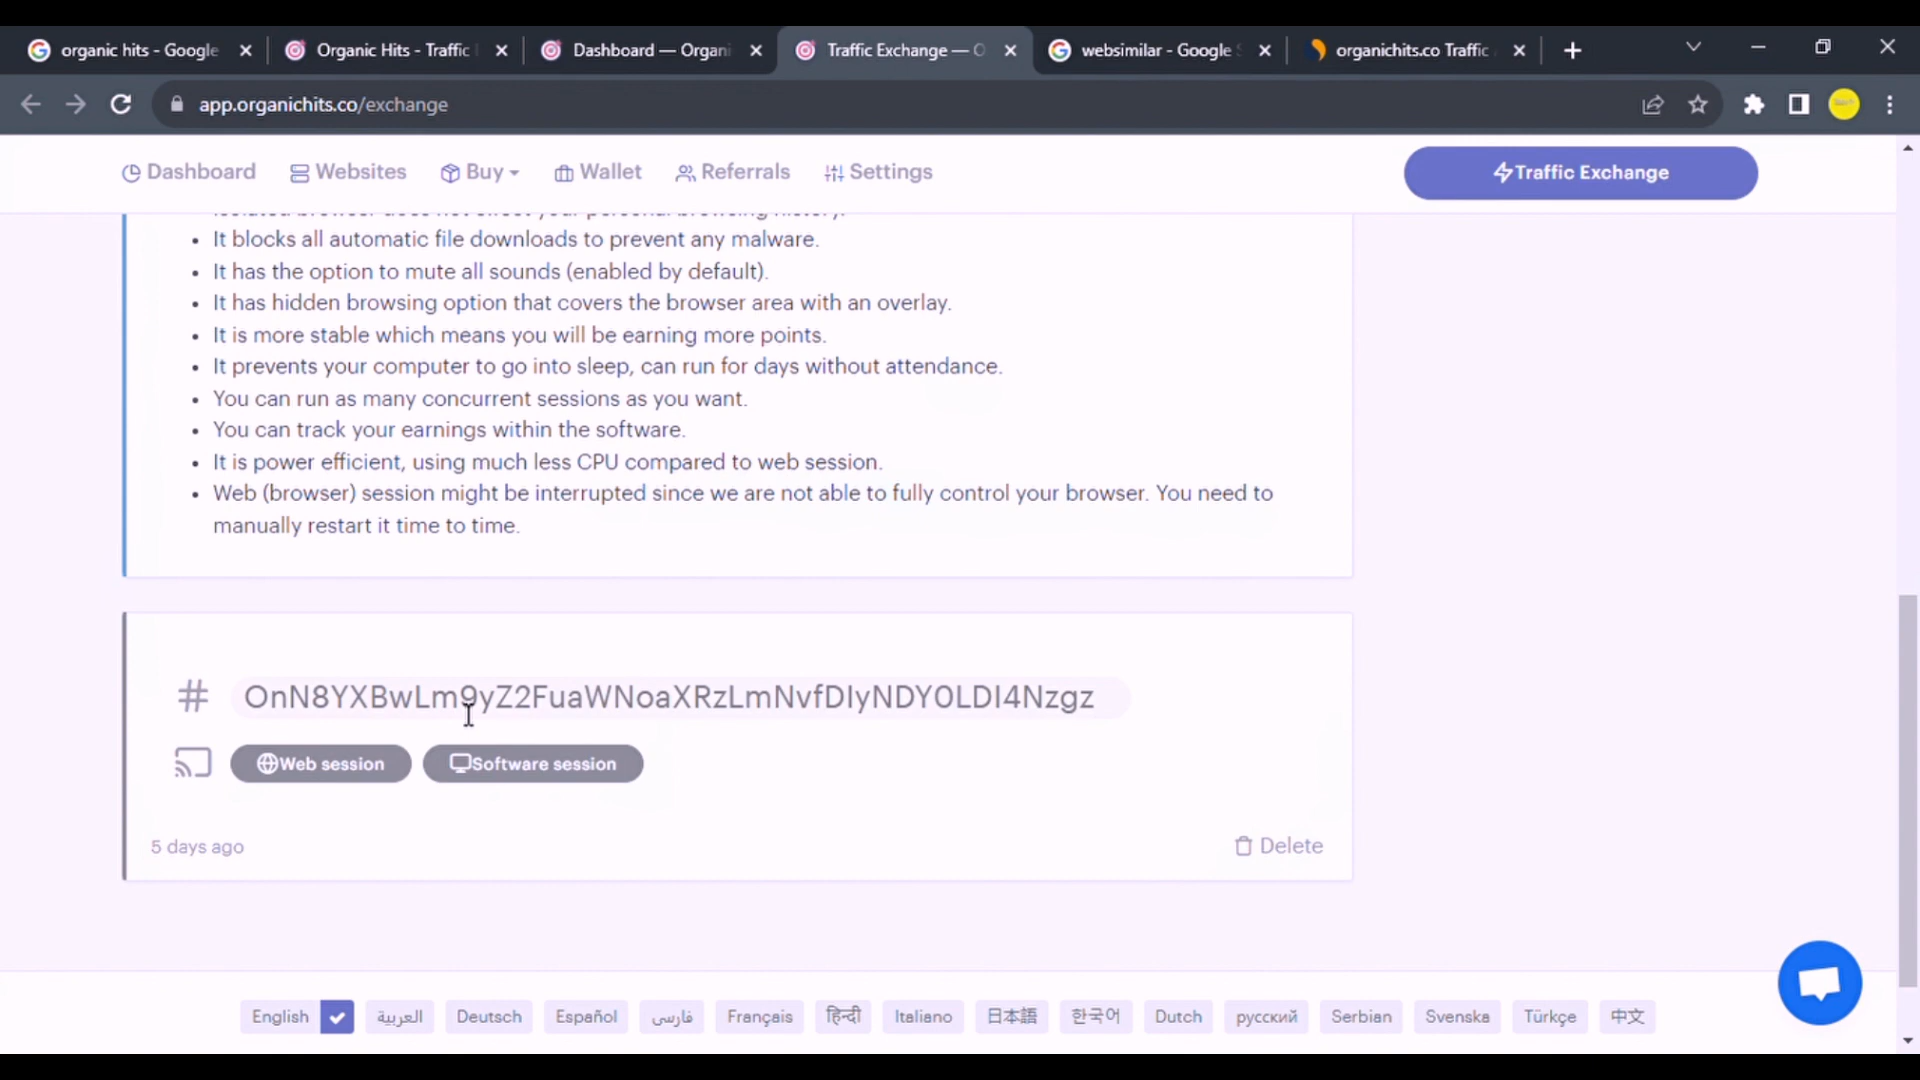 organic hits - Google
Organic Hits - Traffic
Dashboard — Organi
Traffic Exchange — O
websimilar - Google
organichits.co Traffic
app.organichits.co/exchange
Dashboard
Websites
Buy
Wallet
Referrals
Settings
Traffic Exchange
Isolated browser does not effect your personal browsing history.
• It blocks all automatic file downloads to prevent any malware.
• It has the option to mute all sounds (enabled by default).
• It has hidden browsing option that covers the browser area with an overlay.
• It is more stable which means you will be earning more points.
• It prevents your computer to go into sleep, can run for days without attendance.
• You can run as many concurrent sessions as you want.
• You can track your earnings within the software.
• It is power efficient, using much less CPU compared to web session.
• Web (browser) session might be interrupted since we are not able to fully control your browser. You need to
manually restart it time to time.
# OnN8YXBwLm9yZ2FuaWNoaXRzLmNvfDIyNDY0LDI4Nzgz
Web session
Software session
5 days ago
Delete
English
العربية
Deutsch
Español
فارسی
Français
हिन्दी
Italiano
日本語
한국어
Dutch
русский
Serbian
Svenska
Türkçe
中文